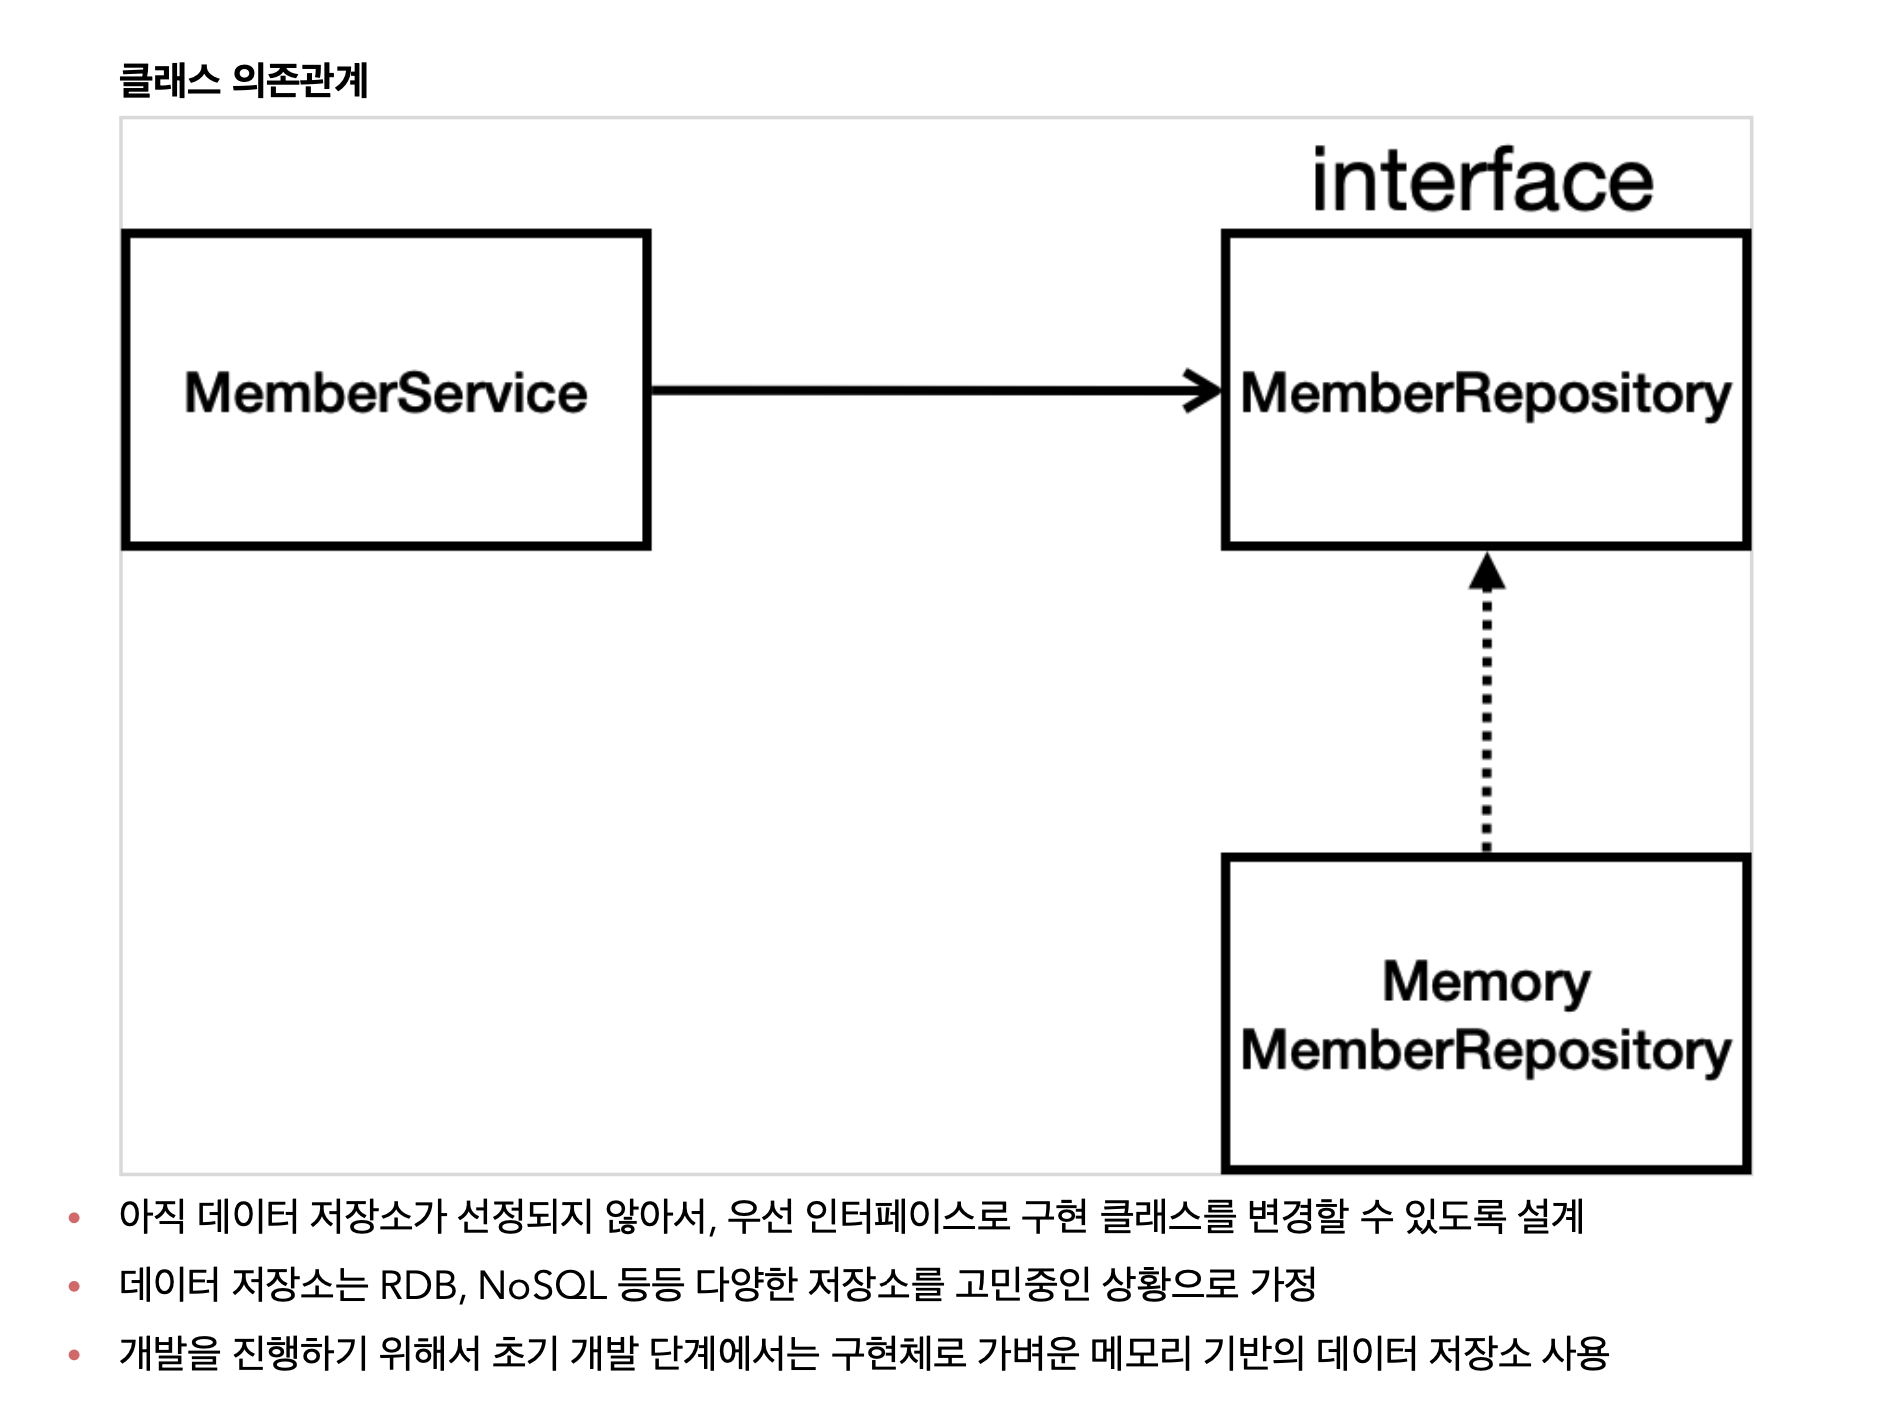 클래스 의존관계
interface
MemberService
MemberRepository
Memory
MemberRepository
• 아직 데이터 저장소가 선정되지 않아서, 우선 인터페이스로 구현 클래스를 변경할 수 있도록 설계
• 데이터 저장소는 RDB, NoSQL 등등 다양한 저장소를 고민중인 상황으로 가정
• 개발을 진행하기 위해서 초기 개발 단계에서는 구현체로 가벼운 메모리 기반의 데이터 저장소 사용